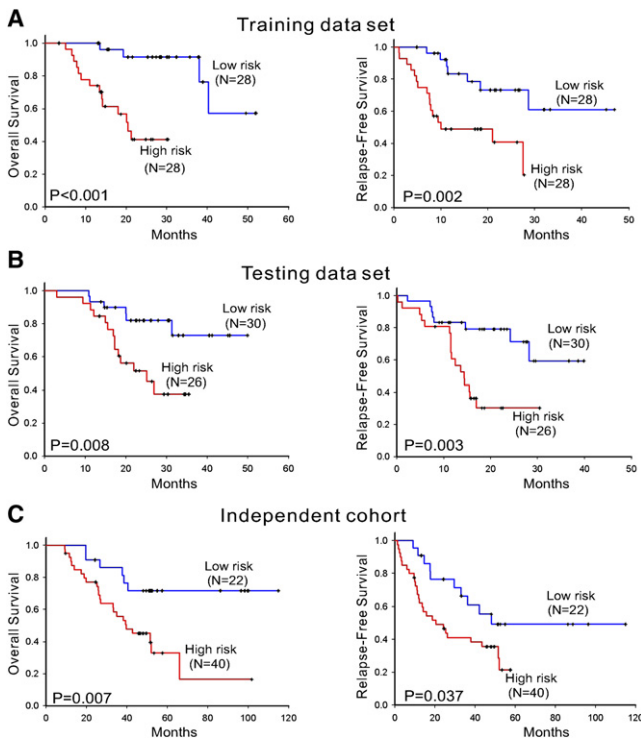 A
Training data set
Overall Survival
1.0
0.8
0.6
0.4
0.2
0.0
Low risk
(N=28)
High risk
(N=28)
P<0.001
0 10 20 30 40 50 60
Months
Relapse-Free Survival
1.0
0.8
0.6
0.4
0.2
0.0
Low risk
(N=28)
High risk
(N=28)
P=0.002
0 10 20 30 40 50
Months
B
Testing data set
Overall Survival
1.0
0.8
0.6
0.4
0.2
0.0
Low risk
(N=30)
High risk
(N=26)
P=0.008
0 10 20 30 40 50 60
Months
Relapse-Free Survival
1.0
0.8
0.6
0.4
0.2
0.0
Low risk
(N=30)
High risk
(N=26)
P=0.003
0 10 20 30 40 50
Months
C
Independent cohort
Overall Survival
1.0
0.8
0.6
0.4
0.2
0.0
Low risk
(N=22)
High risk
(N=40)
P=0.007
0 20 40 60 80 100 120
Months
Relapse-Free Survival
1.0
0.8
0.6
0.4
0.2
0.0
Low risk
(N=22)
High risk
(N=40)
P=0.037
0 20 40 60 80 100 120
Months